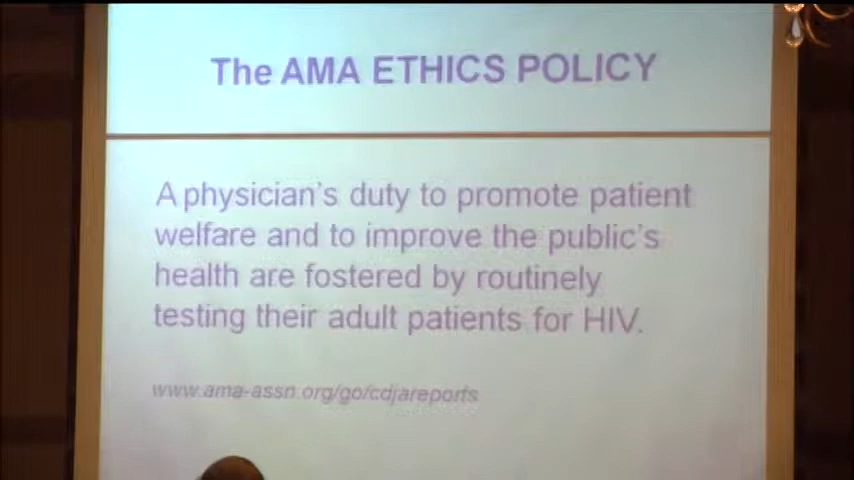 The AMA ETHICS POLICY
A physician's duty to promote patient
welfare and to improve the public's
health are fostered by routinely
testing their adult patients for HIV.
www.ama-assn.org/go/cdjareports